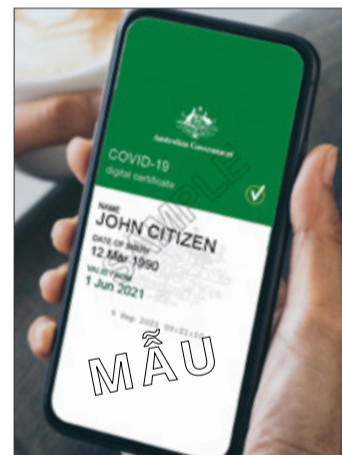 Australian Government
COVID-19
digital certificate
SAMPLE
NAME
JOHN CITIZEN
DATE OF BIRTH
12 Mar 1990
VALID FROM
1 Jun 2021
MẪU